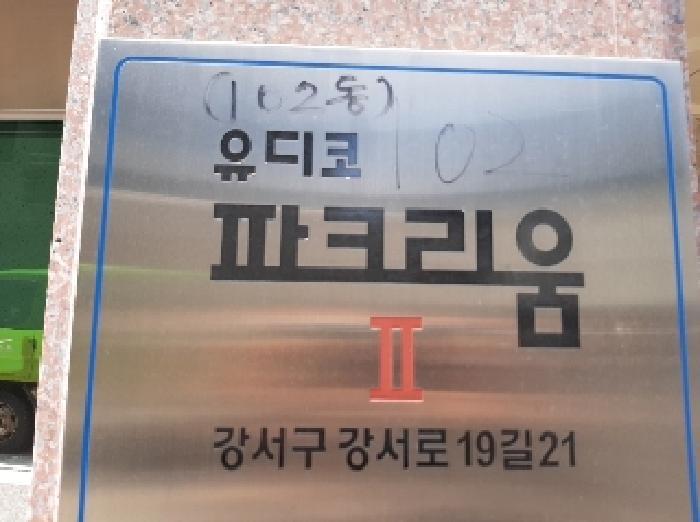 (102동)
유디코 102
파크리움
II
강서구 강서로19길21